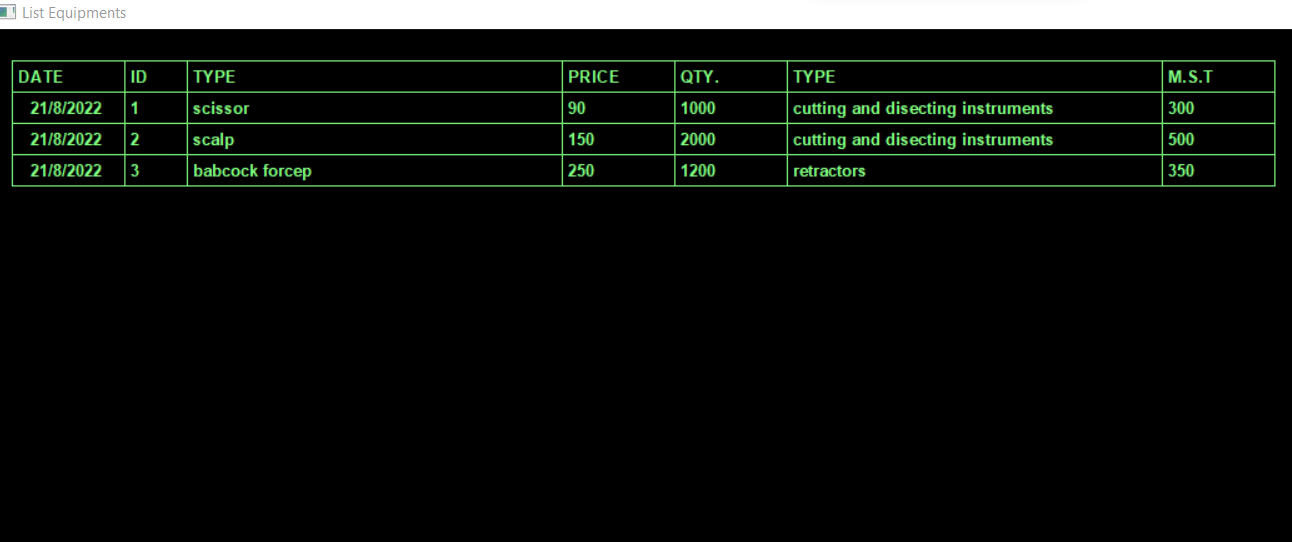 List Equipments
DATE ID TYPE PRICE QTY. TYPE M.S.T
21/8/2022 1 scissor 90 1000 cutting and disecting instruments 300
21/8/2022 2 scalp 150 2000 cutting and disecting instruments 500
21/8/2022 3 babcock forcep 250 1200 retractors 350